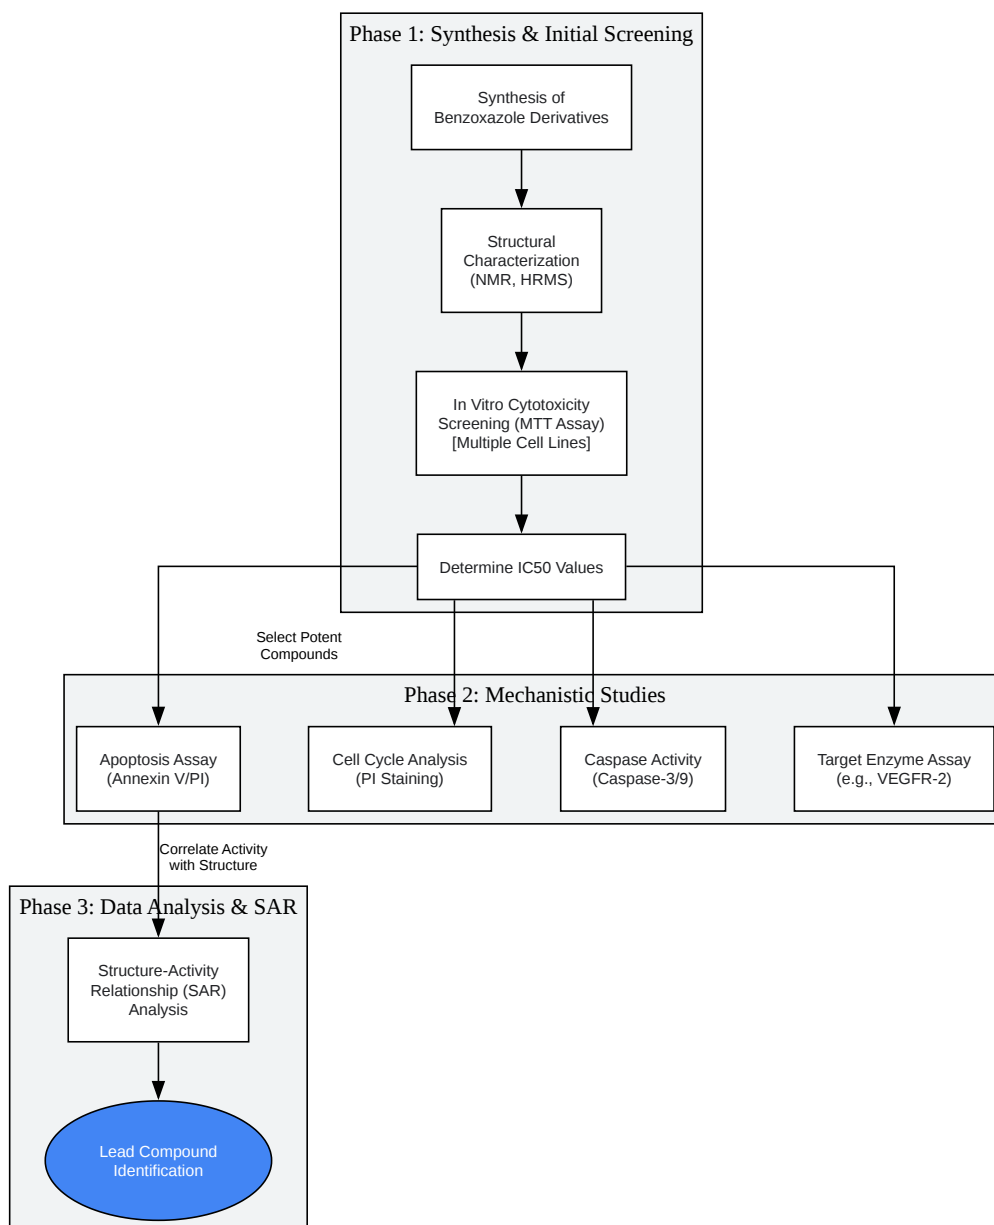 Phase 1: Synthesis & Initial Screening
Synthesis of
Benzoxazole Derivatives
Structural
Characterization
(NMR, HRMS)
In Vitro Cytotoxicity
Screening (MTT Assay)
[Multiple Cell Lines]
Determine IC50 Values
Select Potent
Compounds
Phase 2: Mechanistic Studies
Apoptosis Assay
(Annexin V/PI)
Cell Cycle Analysis
(PI Staining)
Caspase Activity
(Caspase-3/9)
Target Enzyme Assay
(e.g., VEGFR-2)
Correlate Activity
with Structure
Phase 3: Data Analysis & SAR
Structure-Activity
Relationship (SAR)
Analysis
Lead Compound
Identification